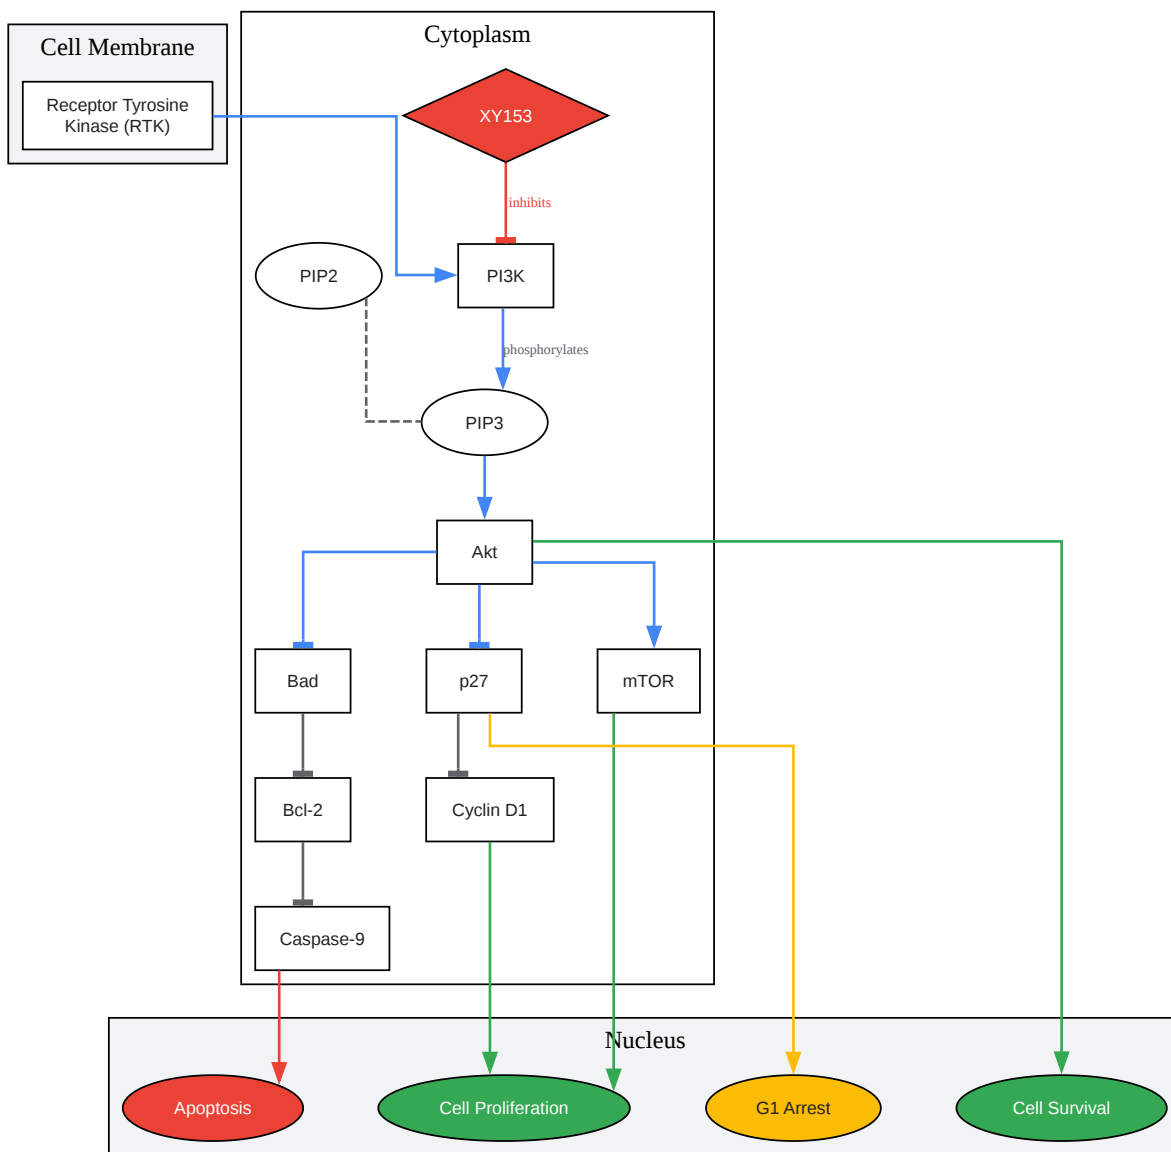 Cytoplasm
Cell Membrane
Receptor Tyrosine
Kinase (RTK)
XY153
inhibits
PIP2
PI3K
phosphorylates
PIP3
Akt
Bad
p27
mTOR
Bcl-2
Cyclin D1
Caspase-9
Nucleus
Apoptosis
Cell Proliferation
G1 Arrest
Cell Survival